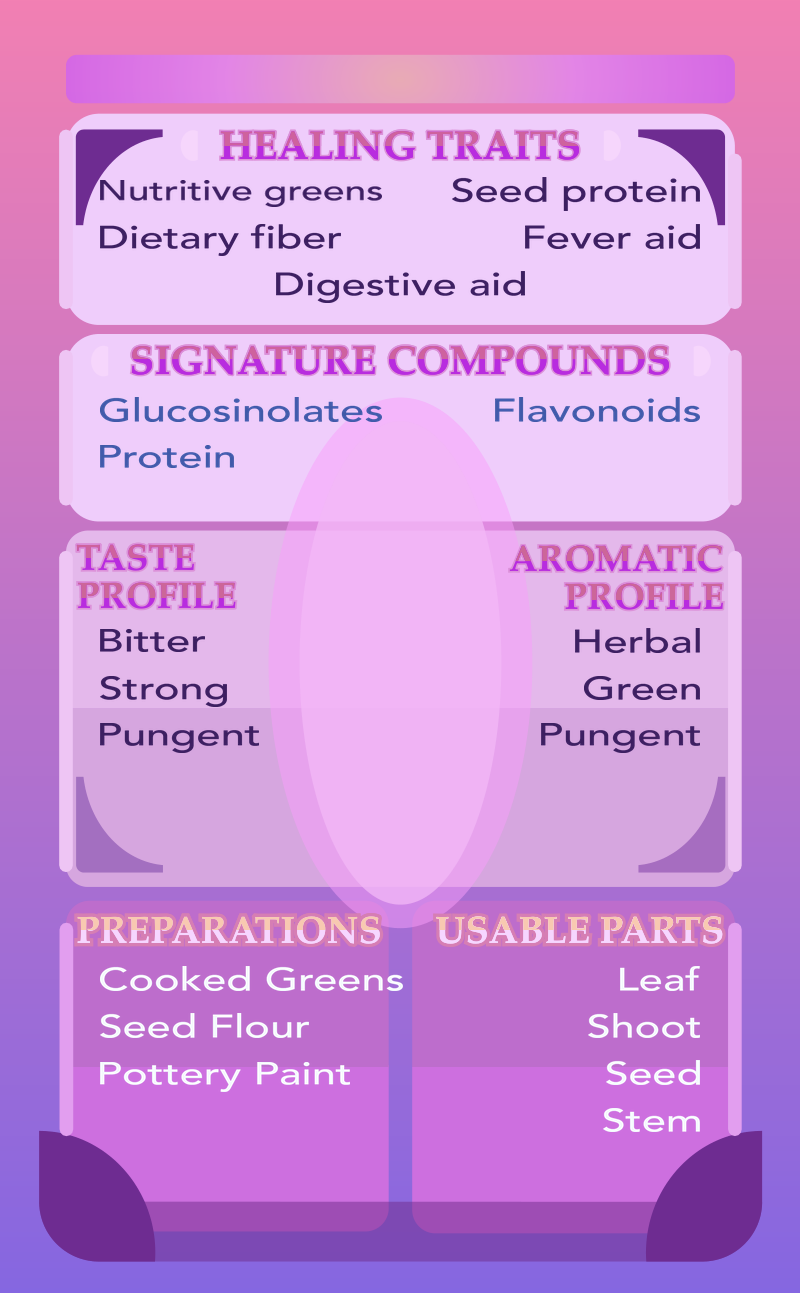 HEALING TRAITS
Nutritive greens
Seed protein
Dietary fiber
Fever aid
Digestive aid
SIGNATURE COMPOUNDS
Glucosinolates
Flavonoids
Protein
TASTE
PROFILE
Bitter
Strong
Pungent
AROMATIC
PROFILE
Herbal
Green
Pungent
PREPARATIONS
Cooked Greens
Seed Flour
Pottery Paint
USABLE PARTS
Leaf
Shoot
Seed
Stem